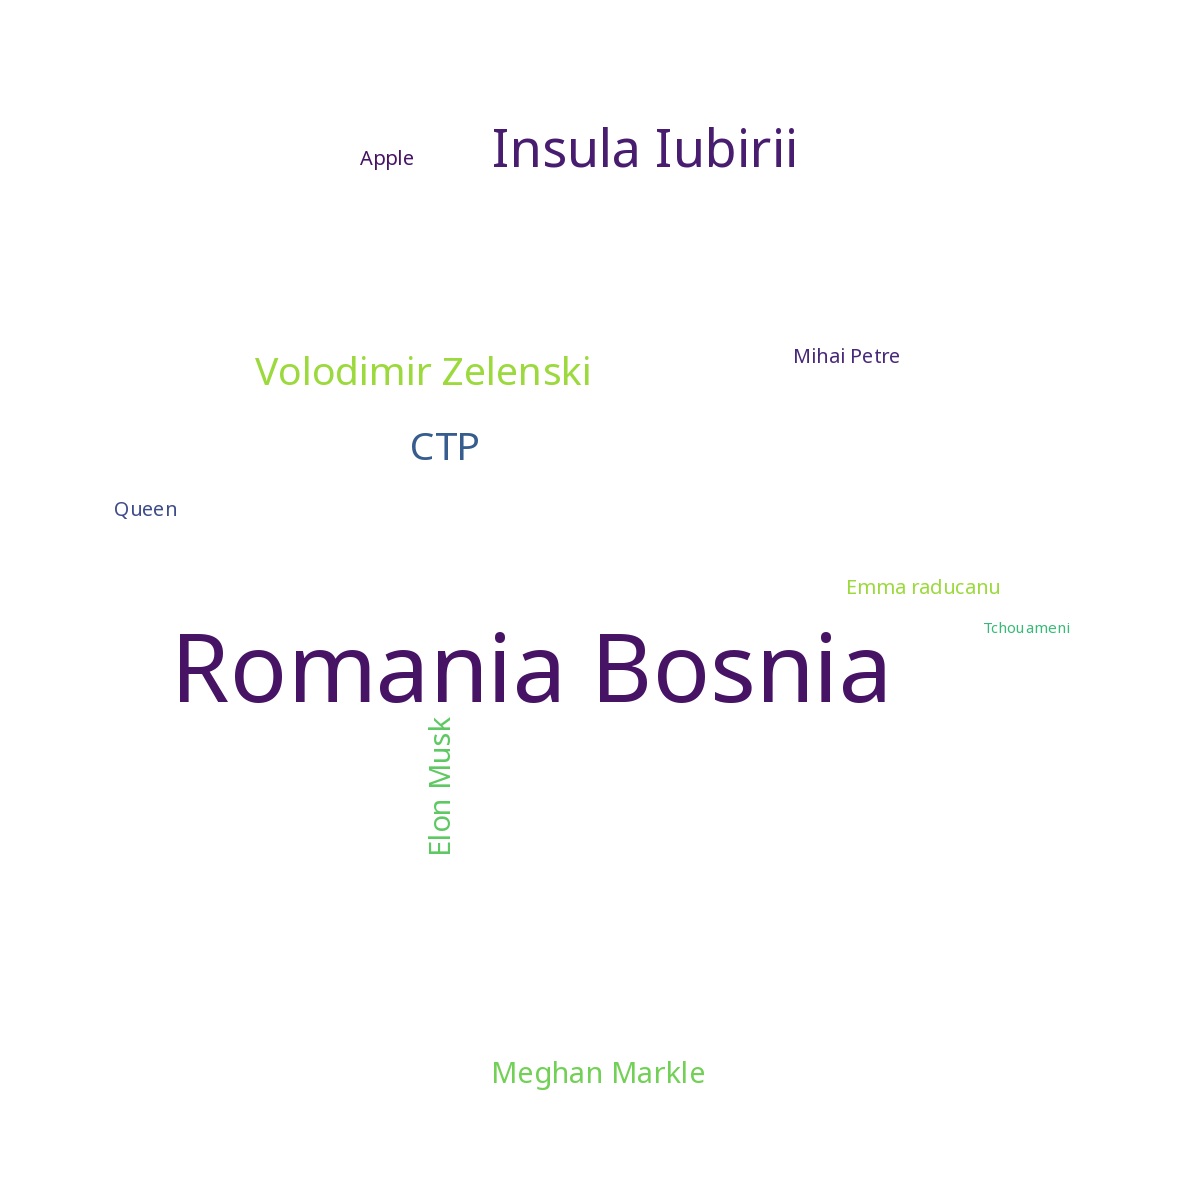 Insula Iubirii
Apple
Mihai Petre
Volodimir Zelenski
CTP
Queen
Emma raducanu
Tchouameni
Romania Bosnia
Elon Musk
Meghan Markle